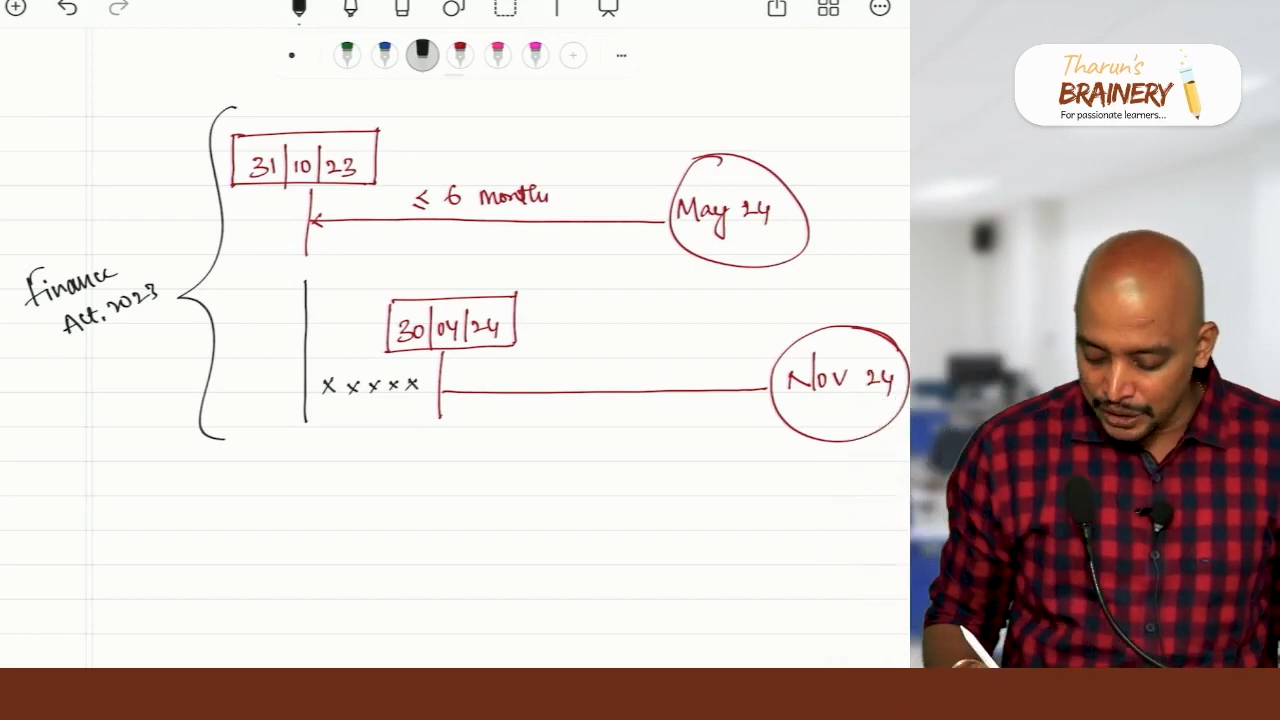 Tharun's
BRAINERY
For passionate learners...
31|10|23
≤ 6 months
May 24
Finance
Act, 2023
30|04|24
x x x x x
Nov 24